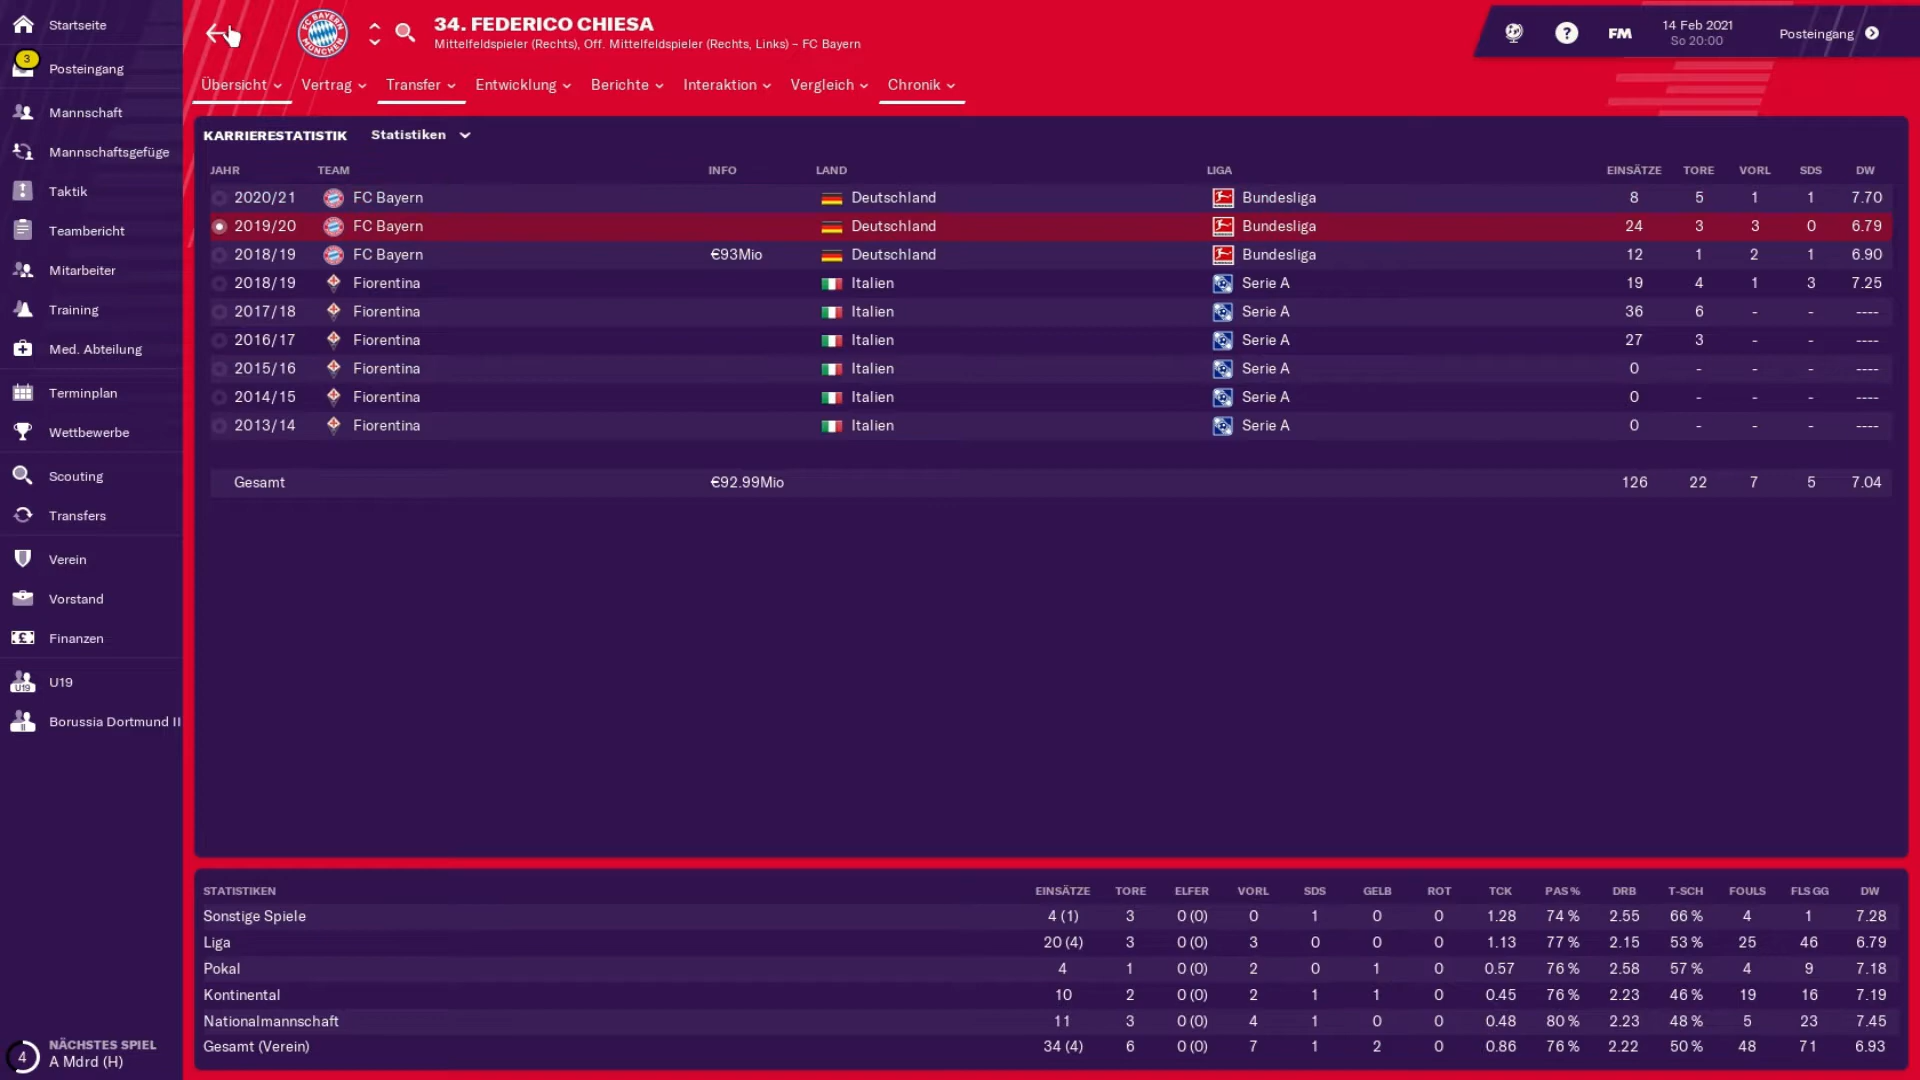 Startseite
3
Posteingang
Mannschaft
Mannschaftsgefüge
Taktik
Teambericht
Mitarbeiter
Training
Med. Abteilung
Terminplan
Wettbewerbe
Scouting
Transfers
Verein
Vorstand
Finanzen
U19 U19
II Borussia Dortmund II
4 NÄCHSTES SPIEL
A Mdrd (H)
FC BAYERN MÜNCHEN
34. FEDERICO CHIESA
Mittelfeldspieler (Rechts), Off. Mittelfeldspieler (Rechts, Links) – FC Bayern
? FM 14 Feb 2021 Posteingang
So 20:00
Übersicht Vertrag Transfer Entwicklung Berichte Interaktion Vergleich Chronik
KARRIERESTATISTIK Statistiken
JAHR TEAM INFO LAND LIGA EINSÄTZE TORE VORL SDS DW
2020/21 FC Bayern Deutschland Bundesliga 8 5 1 1 7.70
2019/20 FC Bayern Deutschland Bundesliga 24 3 3 0 6.79
2018/19 FC Bayern €93Mio Deutschland Bundesliga 12 1 2 1 6.90
2018/19 Fiorentina Italien Serie A 19 4 1 3 7.25
2017/18 Fiorentina Italien Serie A 36 6 - - ----
2016/17 Fiorentina Italien Serie A 27 3 - - ----
2015/16 Fiorentina Italien Serie A 0 - - - ----
2014/15 Fiorentina Italien Serie A 0 - - - ----
2013/14 Fiorentina Italien Serie A 0 - - - ----
Gesamt €92.99Mio 126 22 7 5 7.04
STATISTIKEN EINSÄTZE TORE ELFER VORL SDS GELB ROT TCK PAS % DRB T-SCH FOULS FLS GG DW
Sonstige Spiele 4 (1) 3 0 (0) 0 1 0 0 1.28 74 % 2.55 66 % 4 1 7.28
Liga 20 (4) 3 0 (0) 3 0 0 0 1.13 77 % 2.15 53 % 25 46 6.79
Pokal 4 1 0 (0) 2 0 1 0 0.57 76 % 2.58 57 % 4 9 7.18
Kontinental 10 2 0 (0) 2 1 1 0 0.45 76 % 2.23 46 % 19 16 7.19
Nationalmannschaft 11 3 0 (0) 4 1 0 0 0.48 80 % 2.23 48 % 5 23 7.45
Gesamt (Verein) 34 (4) 6 0 (0) 7 1 2 0 0.86 76 % 2.22 50 % 48 71 6.93